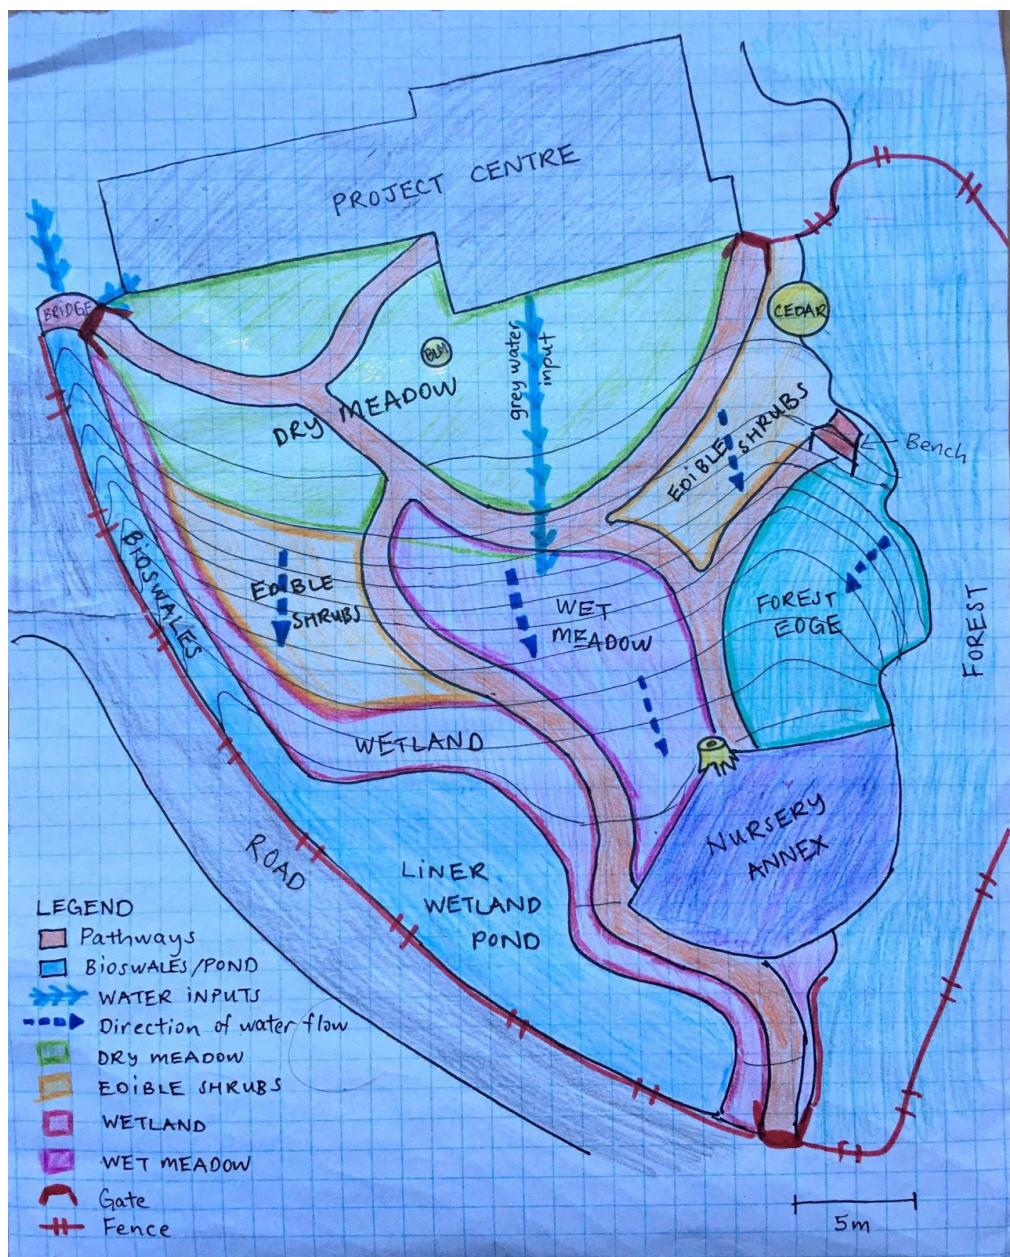 PROJECT CENTRE
BRIDGE
CEDAR
BLM
grey water
input
DRY MEADOW
EDIBLE
SHRUBS
Bench
BIOSWALES
EDIBLE
SHRUBS
WET
MEADOW
FOREST
EDGE
FOREST
WETLAND
NURSERY
ANNEX
ROAD
LINER
WETLAND
POND
LEGEND
Pathways
BIOSWALES/POND
WATER INPUTS
Direction of water flow
DRY MEADOW
EDIBLE SHRUBS
WETLAND
WET MEADOW
Gate
Fence
5m